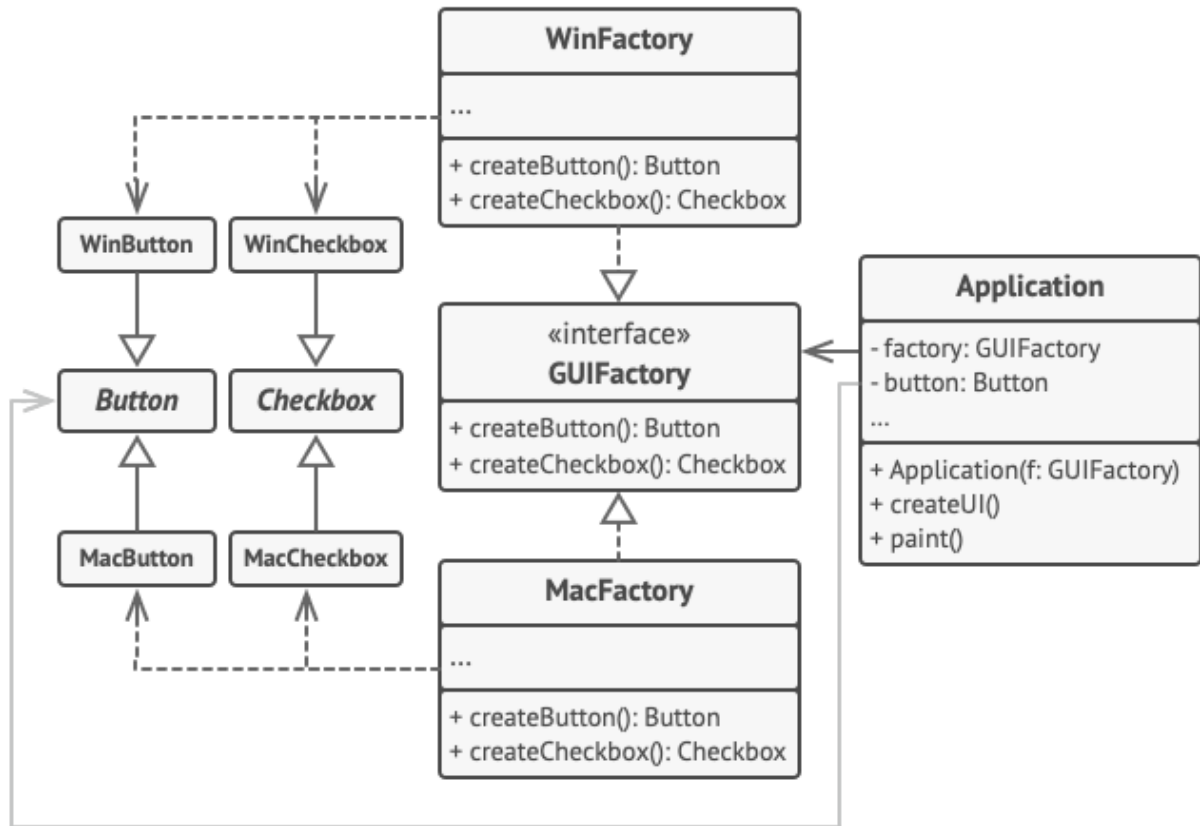 WinFactory
...
+ createButton(): Button
+ createCheckbox(): Checkbox
WinButton
WinCheckbox
Button
Checkbox
MacButton
MacCheckbox
«interface»
GUIFactory
+ createButton(): Button
+ createCheckbox(): Checkbox
MacFactory
...
+ createButton(): Button
+ createCheckbox(): Checkbox
Application
- factory: GUIFactory
- button: Button
...
+ Application(f: GUIFactory)
+ createUI()
+ paint()